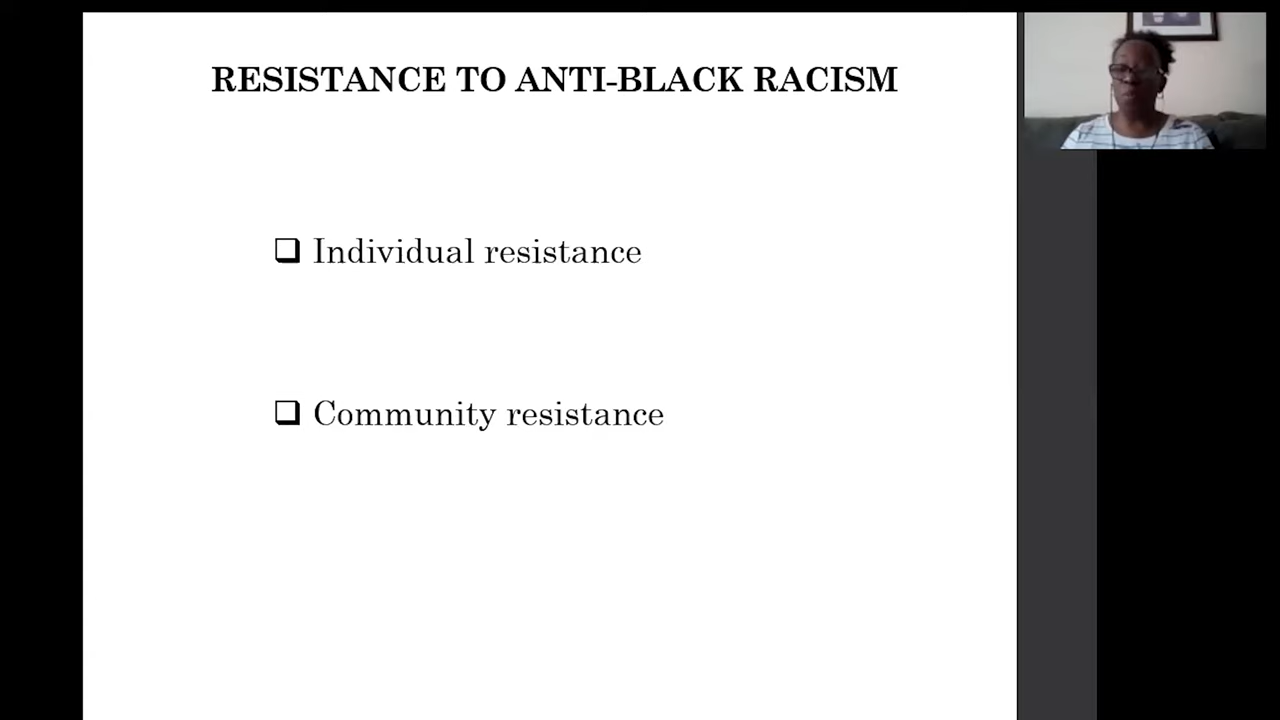 RESISTANCE TO ANTI-BLACK RACISM
❑ Individual resistance
❑ Community resistance